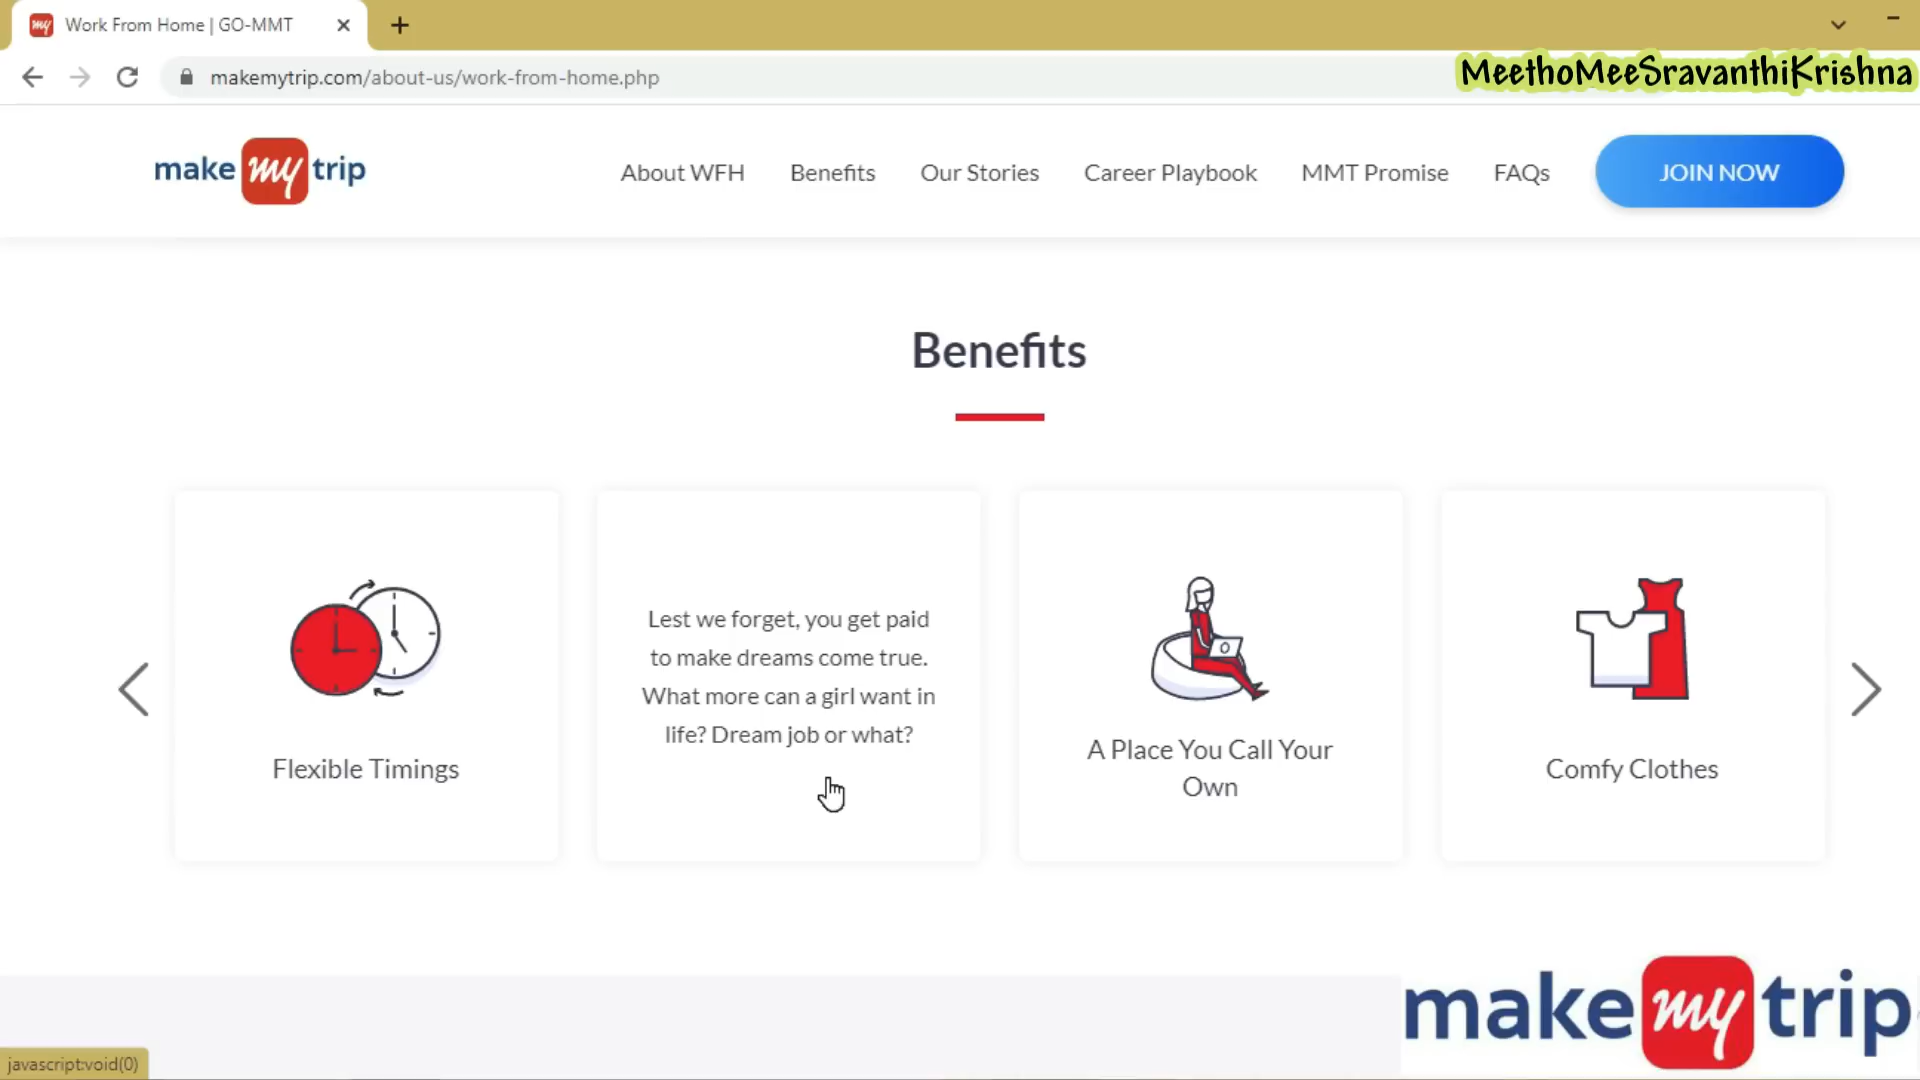 my Work From Home | GO-MMT
makemytrip.com/about-us/work-from-home.php
MeethoMeeSravanthiKrishna
make my trip
About WFH Benefits Our Stories Career Playbook MMT Promise FAQs JOIN NOW
Benefits
Flexible Timings
Lest we forget, you get paid
to make dreams come true.
What more can a girl want in
life? Dream job or what?
A Place You Call Your
Own
Comfy Clothes
make my trip
javascript:void(0)